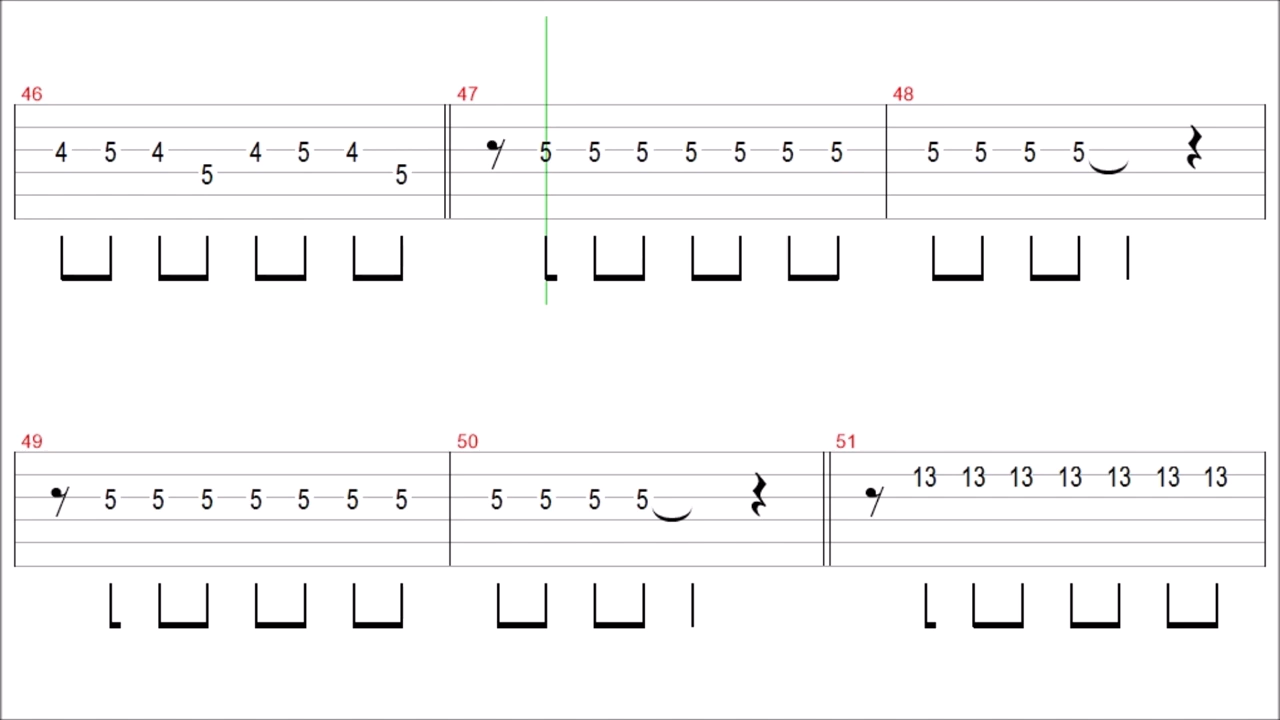 46 47 48
4 5 4 4 5 4 5 5 5 5 5 5 5 5 5 5 5
5 5
49 50 51
13 13 13 13 13 13 13
5 5 5 5 5 5 5 5 5 5 5